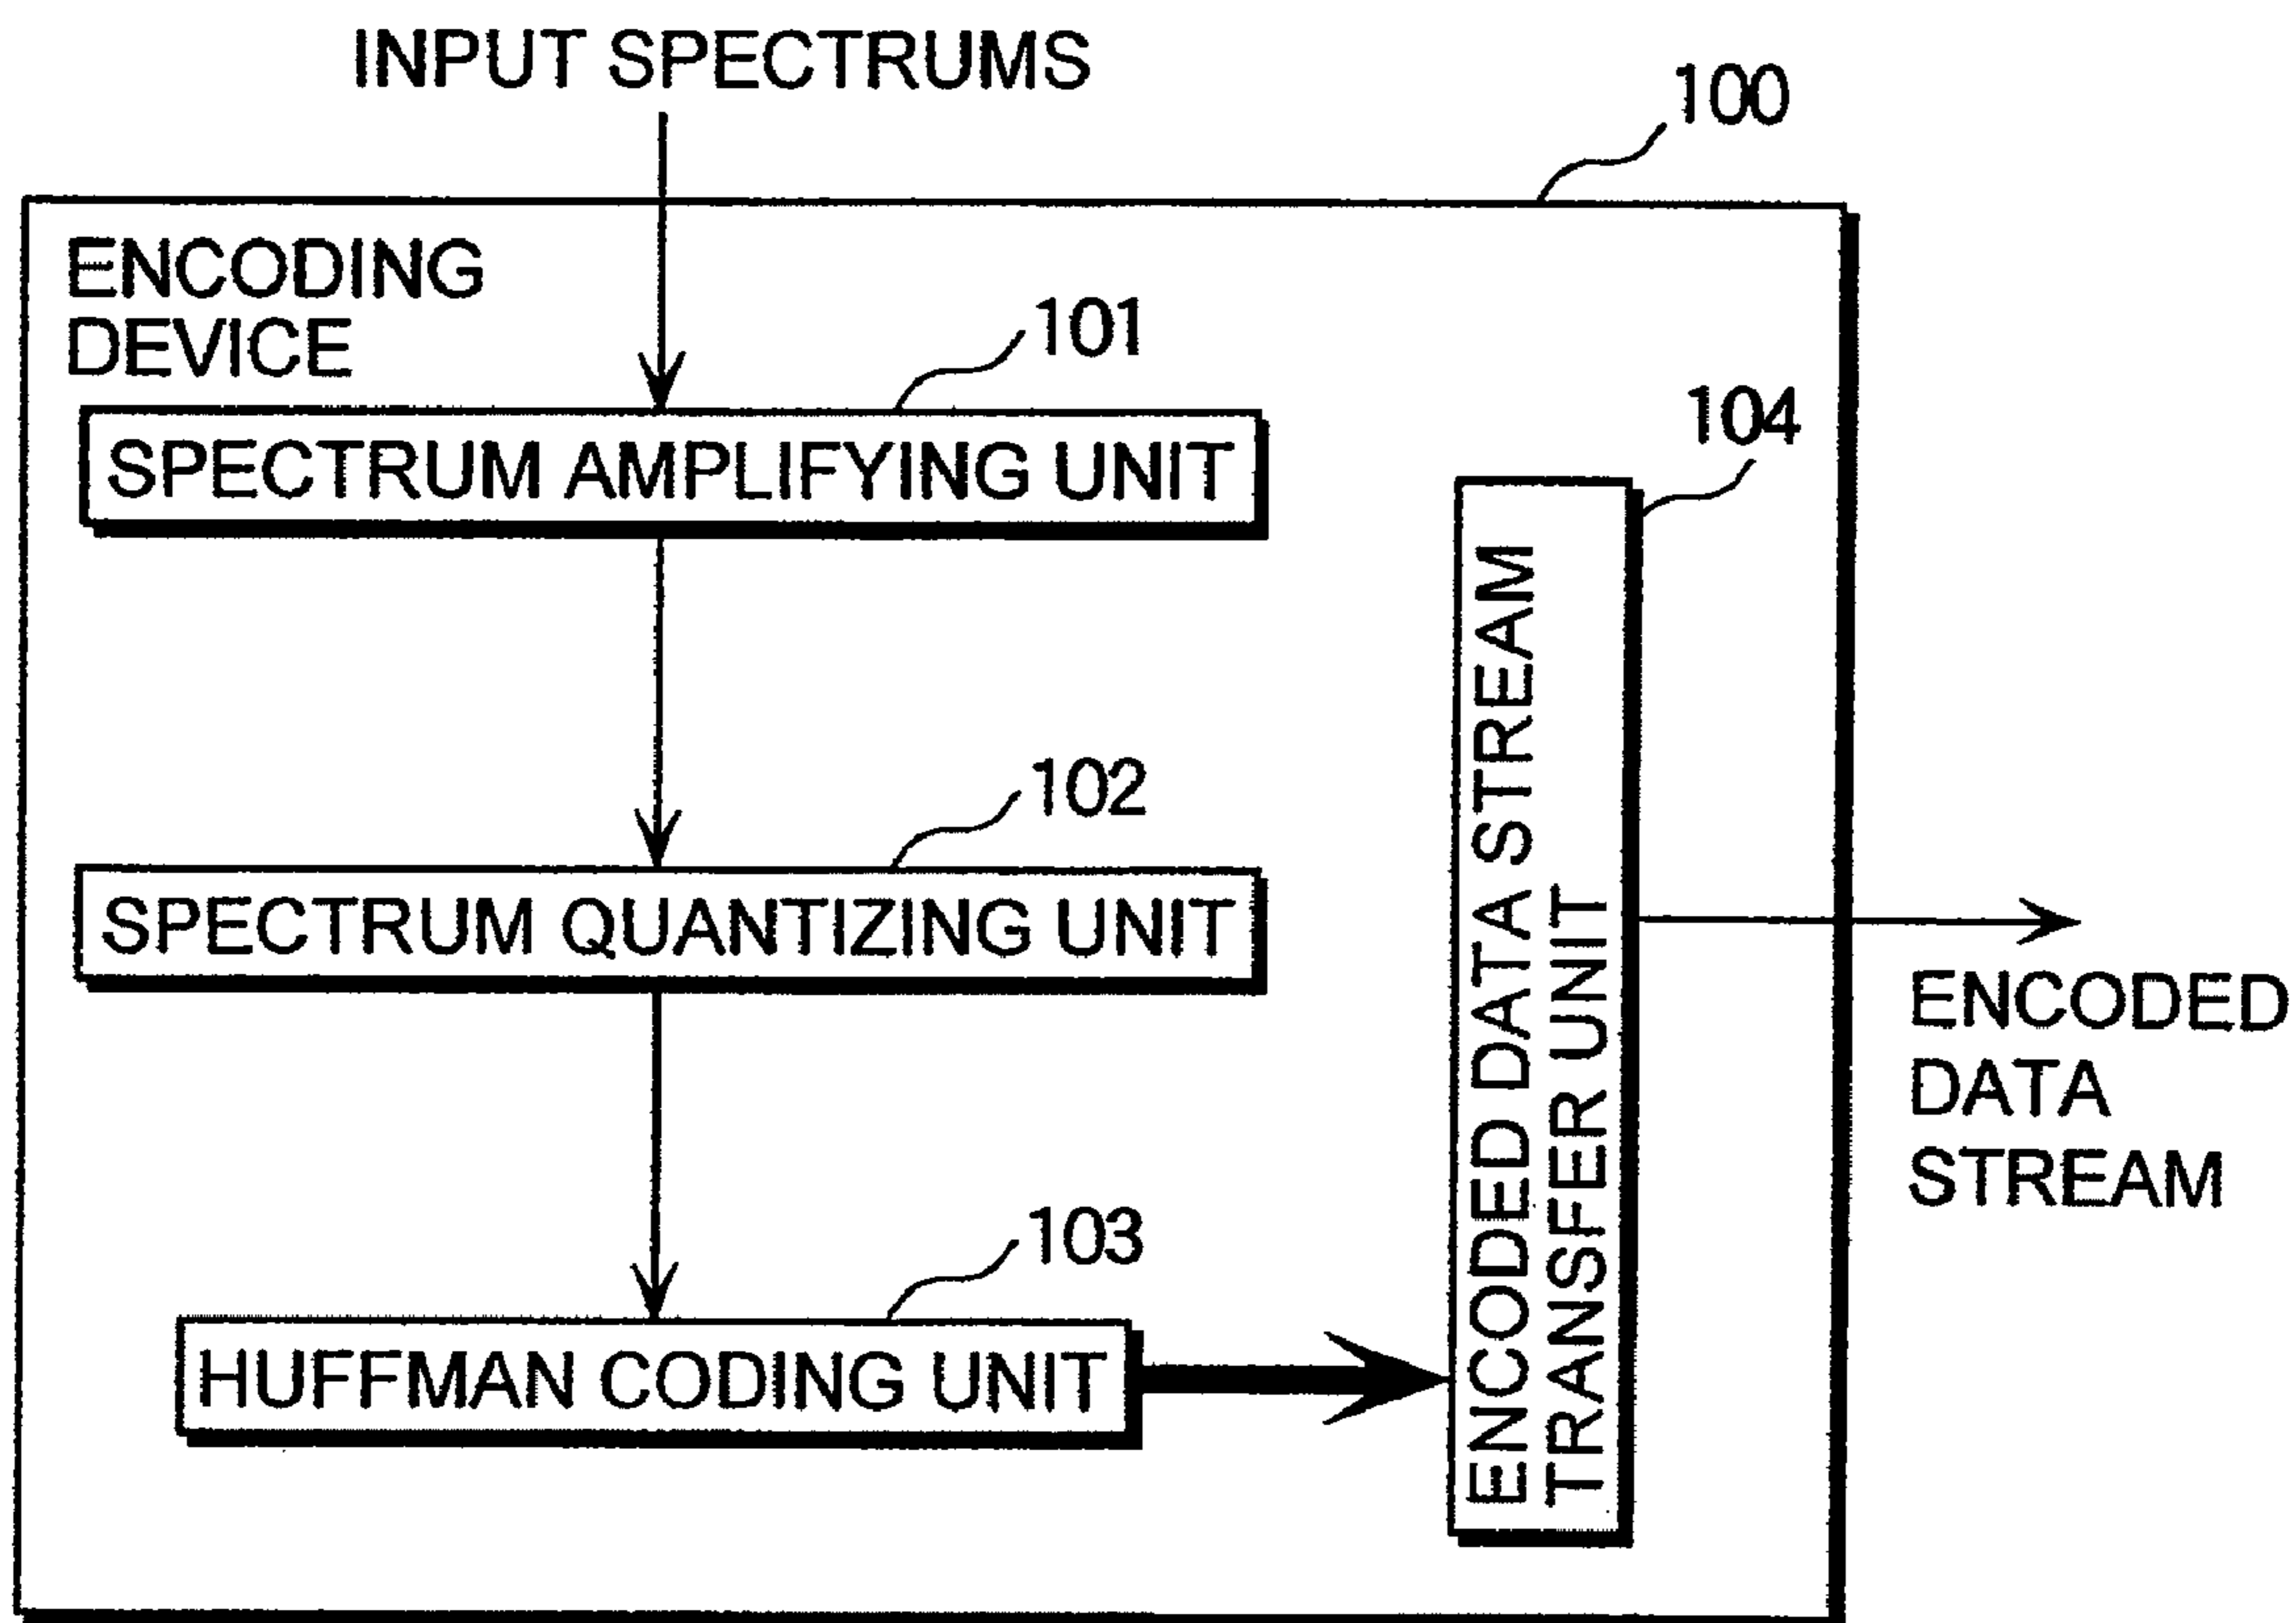 INPUT SPECTRUMS
100
ENCODING
DEVICE
101
SPECTRUM AMPLIFYING UNIT
104
ENCODED DATA STREAM
TRANSFER UNIT
102
SPECTRUM QUANTIZING UNIT
ENCODED
DATA
STREAM
103
HUFFMAN CODING UNIT